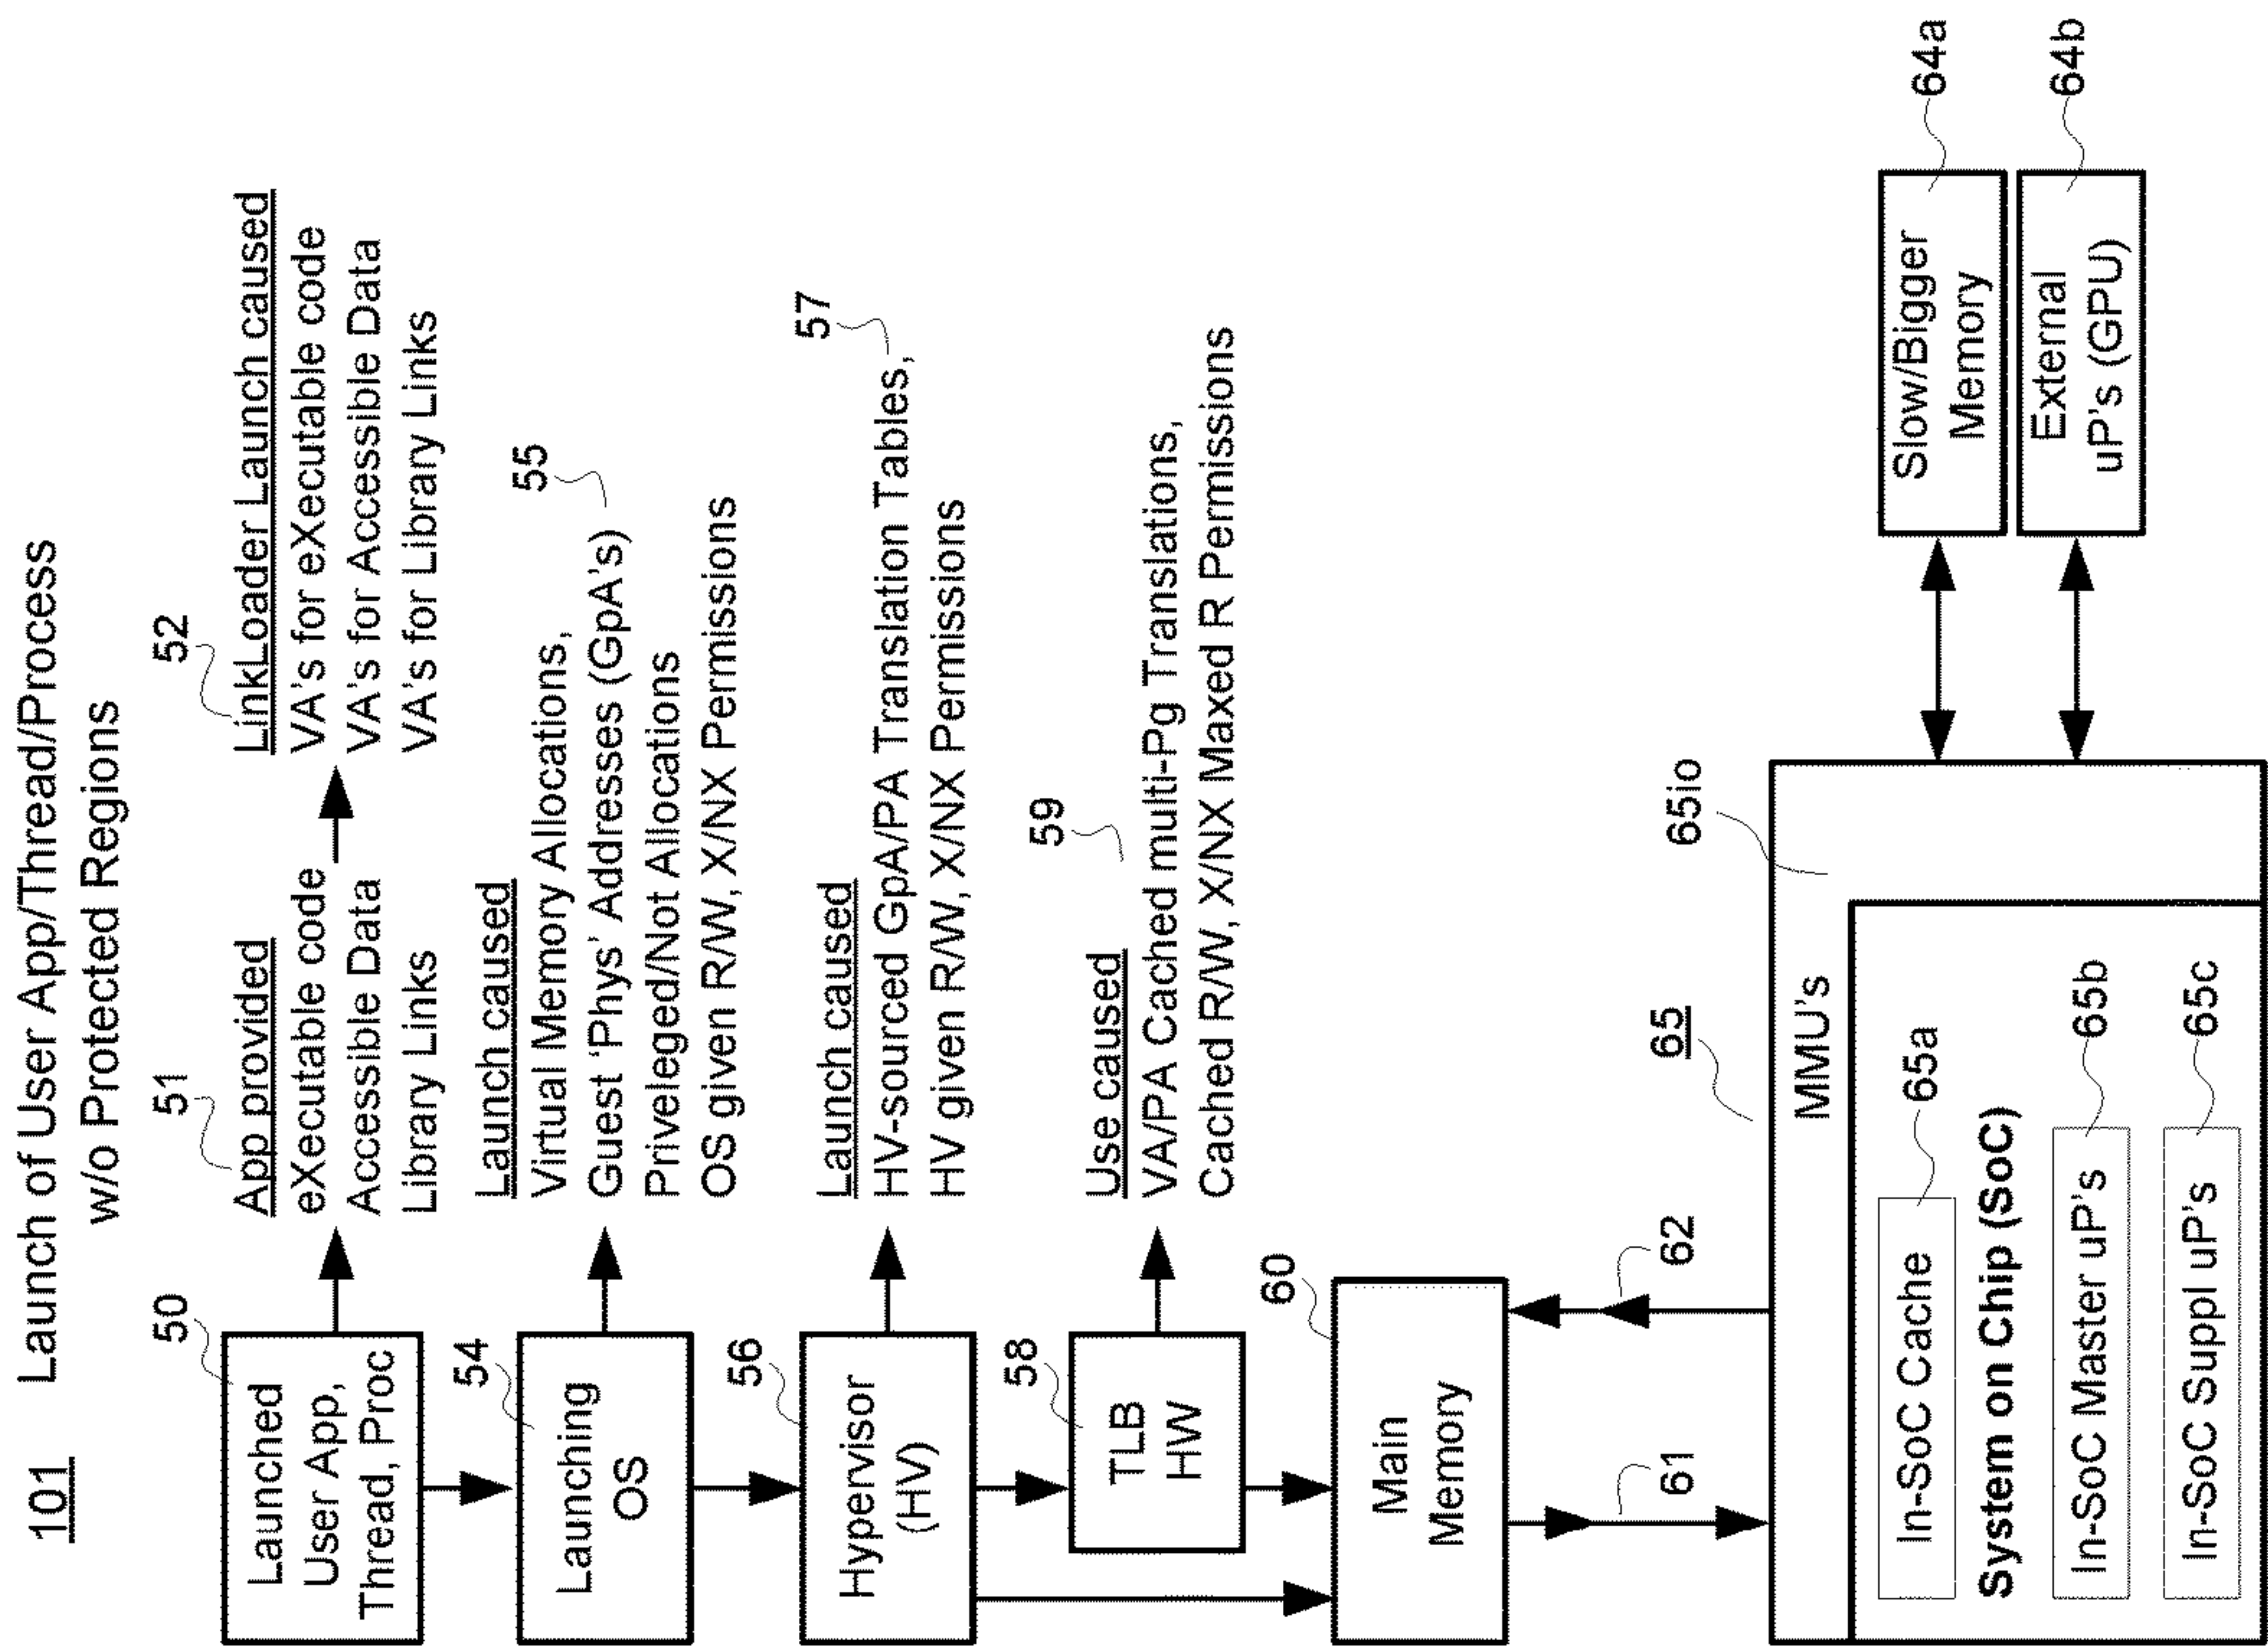 101 Launch of User App/Thread/Process
w/o Protected Regions
50
51
52
Launched
User App,
Thread, Proc
App provided
eXecutable code
Accessible Data
Library Links
LinkLoader Launch caused
VA's for eXecutable code
VA's for Accessible Data
VA's for Library Links
54
Launching
OS
55
Launch caused
Virtual Memory Allocations,
Guest 'Phys' Addresses (GpA's)
Priveleged/Not Allocations
OS given R/W, X/NX Permissions
56
Hypervisor
(HV)
57
Launch caused
HV-sourced GpA/PA Translation Tables,
HV given R/W, X/NX Permissions
58
TLB
HW
59
Use caused
VA/PA Cached multi-Pg Translations,
Cached R/W, X/NX Maxed R Permissions
60
Main
Memory
61
62
65
65io
MMU's
In-SoC Cache
65a
System on Chip (SoC)
In-SoC Master uP's
65b
In-SoC Suppl uP's
65c
Slow/Bigger
Memory
64a
External
uP's (GPU)
64b